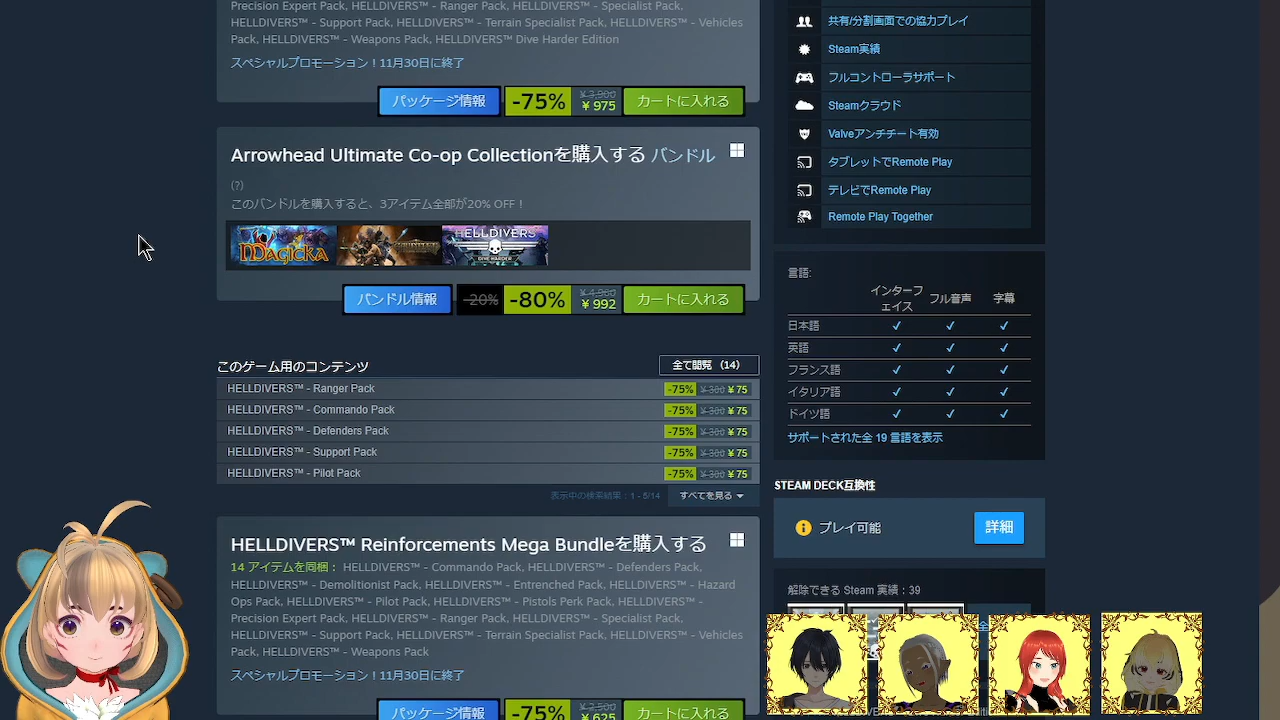 Precision Expert Pack, HELLDIVERS™ - Ranger Pack, HELLDIVERS™ - Specialist Pack,
HELLDIVERS™ - Support Pack, HELLDIVERS™ - Terrain Specialist Pack, HELLDIVERS™ - Vehicles
Pack, HELLDIVERS™ - Weapons Pack, HELLDIVERS™ Dive Harder Edition
スペシャルプロモーション！11月30日に終了
パッケージ情報 -75% ¥ 3,900 ¥ 975 カートに入れる
Arrowhead Ultimate Co-op Collectionを購入する バンドル
(?)
このバンドルを購入すると、3アイテム全部が20% OFF！
MAGICKA GAUNTLET HELLDIVERS DIVE HARDER
バンドル情報 -20% -80% ¥ 4,960 ¥ 992 カートに入れる
このゲーム用のコンテンツ 全て閲覧 (14)
HELLDIVERS™ - Ranger Pack -75% ¥ 300 ¥ 75
HELLDIVERS™ - Commando Pack -75% ¥ 300 ¥ 75
HELLDIVERS™ - Defenders Pack -75% ¥ 300 ¥ 75
HELLDIVERS™ - Support Pack -75% ¥ 300 ¥ 75
HELLDIVERS™ - Pilot Pack -75% ¥ 300 ¥ 75
表示中の検索結果：1 - 5/14 すべてを見る
HELLDIVERS™ Reinforcements Mega Bundleを購入する
14 アイテムを同梱： HELLDIVERS™ - Commando Pack, HELLDIVERS™ - Defenders Pack,
HELLDIVERS™ - Demolitionist Pack, HELLDIVERS™ - Entrenched Pack, HELLDIVERS™ - Hazard
Ops Pack, HELLDIVERS™ - Pilot Pack, HELLDIVERS™ - Pistols Perk Pack, HELLDIVERS™ -
Precision Expert Pack, HELLDIVERS™ - Ranger Pack, HELLDIVERS™ - Specialist Pack,
HELLDIVERS™ - Support Pack, HELLDIVERS™ - Terrain Specialist Pack, HELLDIVERS™ - Vehicles
Pack, HELLDIVERS™ - Weapons Pack
スペシャルプロモーション！11月30日に終了
パッケージ情報 -75% ¥ 2,500 ¥ 625 カートに入れる
共有/分割画面での協力プレイ
Steam実績
フルコントローラサポート
Steamクラウド
Valveアンチチート有効
タブレットでRemote Play
テレビでRemote Play
Remote Play Together
言語:
インターフェイス フル音声 字幕
日本語 ✓ ✓ ✓
英語 ✓ ✓ ✓
フランス語 ✓ ✓ ✓
イタリア語 ✓ ✓ ✓
ドイツ語 ✓ ✓ ✓
サポートされた全 19 言語を表示
STEAM DECK互換性
プレイ可能 詳細
解除できる Steam 実績：39